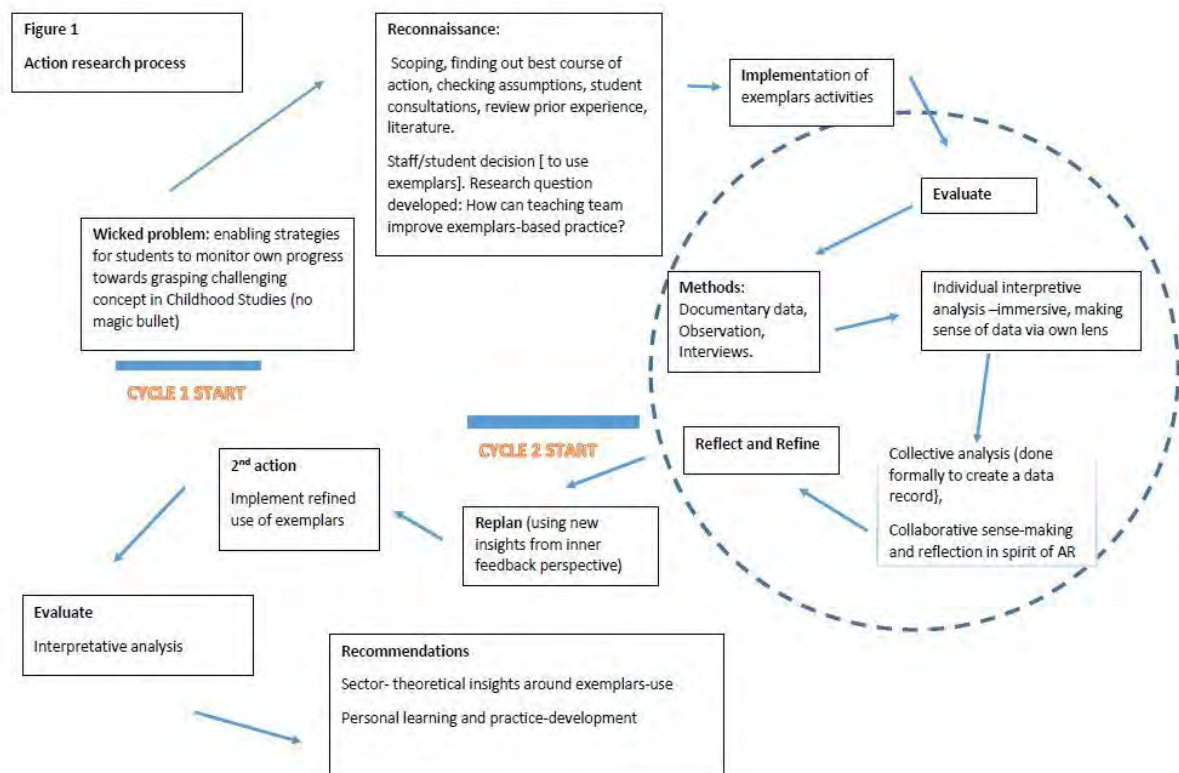 Figure 1
Action research process
Reconnaissance:
Scoping, finding out best course of
action, checking assumptions, student
consultations, review prior experience,
literature.
Staff/student decision [ to use
exemplars]. Research question
developed: How can teaching team
improve exemplars-based practice?
Implementation of
exemplars activities
Wicked problem: enabling strategies
for students to monitor own progress
towards grasping challenging
concept in Childhood Studies (no
magic bullet)
CYCLE 1 START
Evaluate
Methods:
Documentary data,
Observation,
Interviews.
Individual interpretive
analysis –immersive, making
sense of data via own lens
Collective analysis (done
formally to create a data
record},
Collaborative sense-making
and reflection in spirit of AR
Reflect and Refine
CYCLE 2 START
Replan (using new
insights from inner
feedback perspective)
2nd action
Implement refined
use of exemplars
Evaluate
Interpretative analysis
Recommendations
Sector- theoretical insights around exemplars-use
Personal learning and practice-development